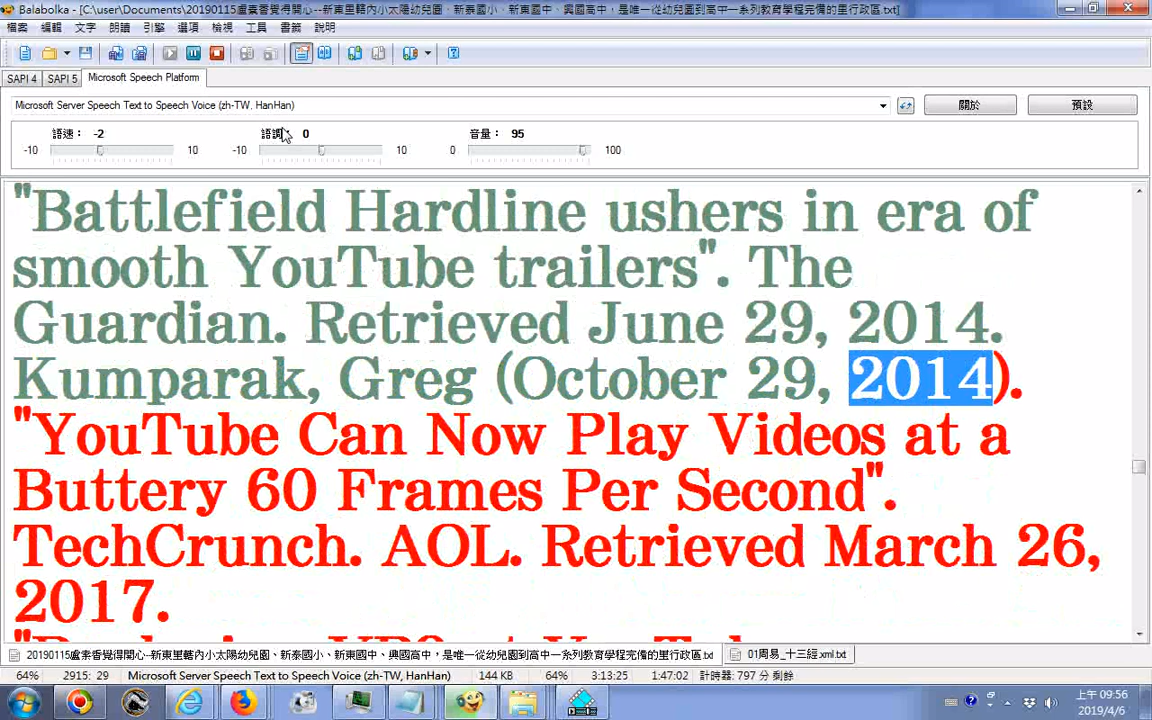 Balabolka - [C:\user\Documents\20190115盧素香覺得開心--新東里轄內小太陽幼兒園、新泰國小、新東國中、興國高中，是唯一從幼兒園到高中一系列教育學程完備的里行政區.txt]
檔案 編輯 文字 朗讀 引擎 選項 檢視 工具 書籤 說明
SAPI 4 SAPI 5 Microsoft Speech Platform
Microsoft Server Speech Text to Speech Voice (zh-TW, HanHan) 關於 預設
語速： -2 語調： 0 音量： 95
-10 10 -10 10 0 100
"Battlefield Hardline ushers in era of
smooth YouTube trailers". The
Guardian. Retrieved June 29, 2014.
Kumparak, Greg (October 29, 2014).
"YouTube Can Now Play Videos at a
Buttery 60 Frames Per Second".
TechCrunch. AOL. Retrieved March 26,
2017.
20190115盧素香覺得開心--新東里轄內小太陽幼兒園、新泰國小、新東國中、興國高中，是唯一從幼兒園到高中一系列教育學程完備的里行政區.txt 01周易_十三經.xml.txt
64% 2915: 29 Microsoft Server Speech Text to Speech Voice (zh-TW, HanHan) 144 KB 64% 3:13:25 1:47:02 計時器: 797 分 剩餘
上午 09:56
2019/4/6